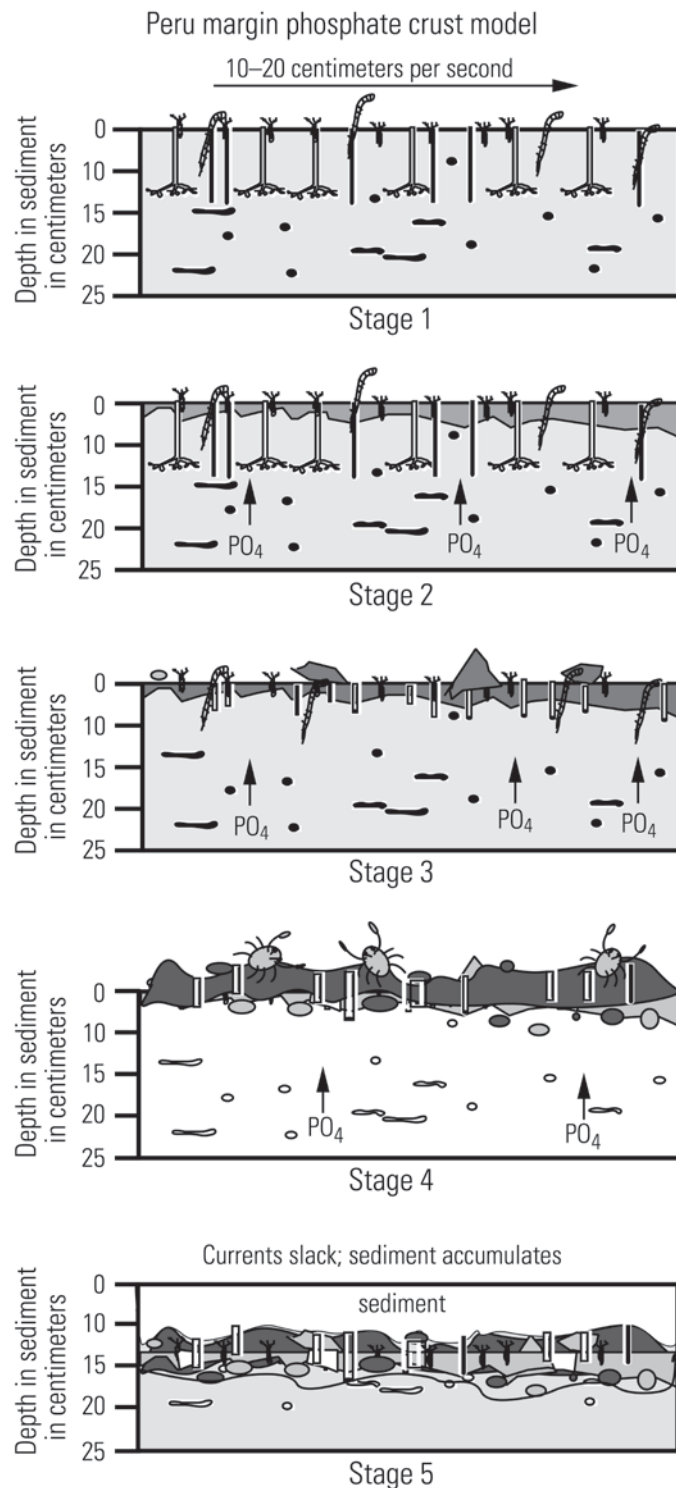 Peru margin phosphate crust model
10–20 centimeters per second
Depth in sediment
in centimeters
0
10
15
20
25
Stage 1
Depth in sediment
in centimeters
0
10
15
20
25
PO4
PO4
PO4
Stage 2
Depth in sediment
in centimeters
0
10
15
20
25
PO4
PO4
PO4
Stage 3
Depth in sediment
in centimeters
0
10
15
20
25
PO4
PO4
Stage 4
Currents slack; sediment accumulates
Depth in sediment
in centimeters
0
10
15
20
25
sediment
Stage 5